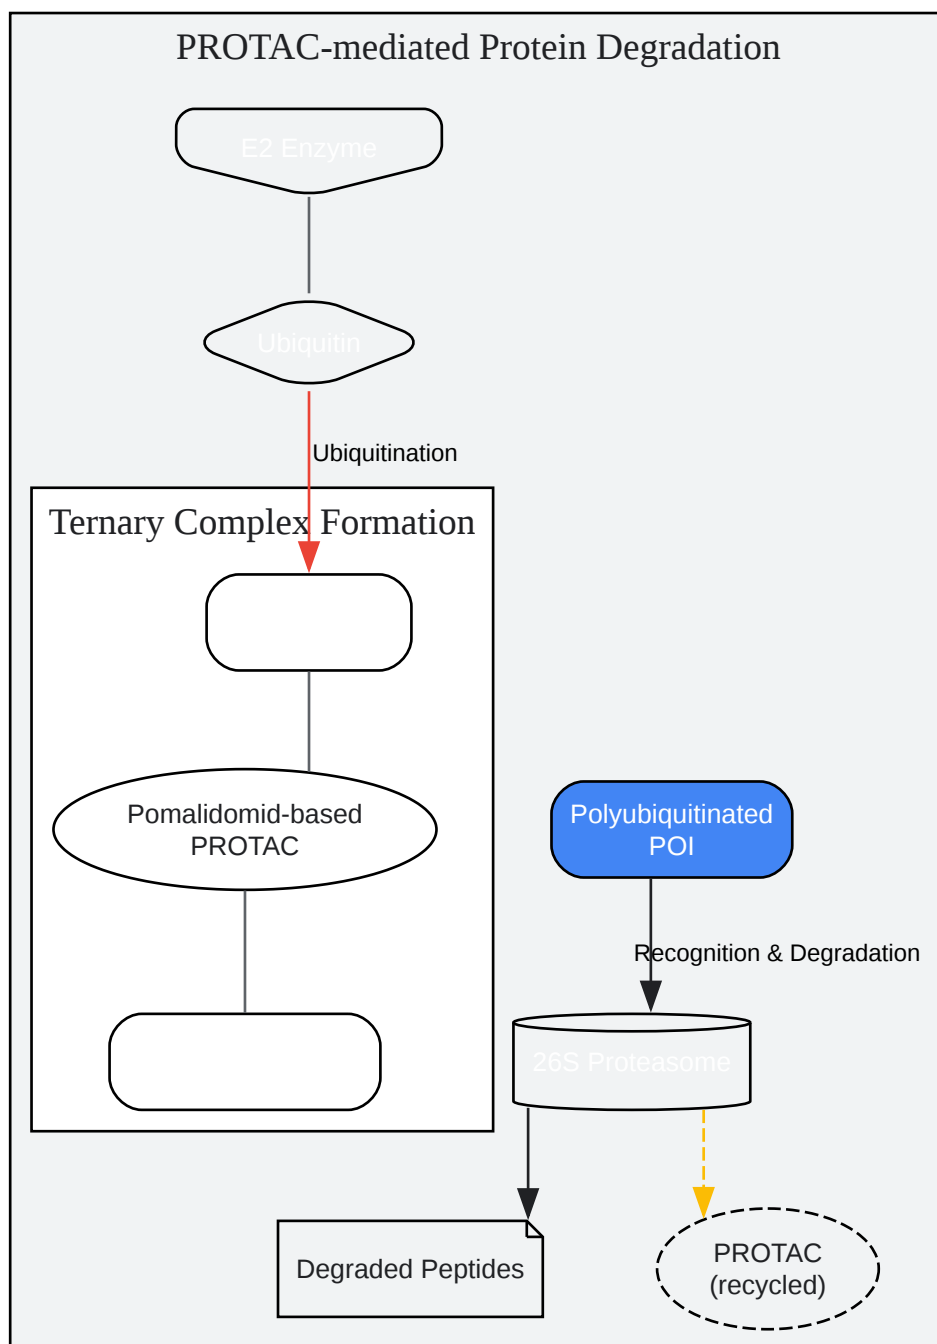 PROTAC-mediated Protein Degradation
E2 Enzyme
Ubiquitin
Ubiquitination
Ternary Complex Formation
Pomalidomid-based
PROTAC
Polyubiquitinated
POI
Recognition & Degradation
26S Proteasome
Degraded Peptides
PROTAC
(recycled)